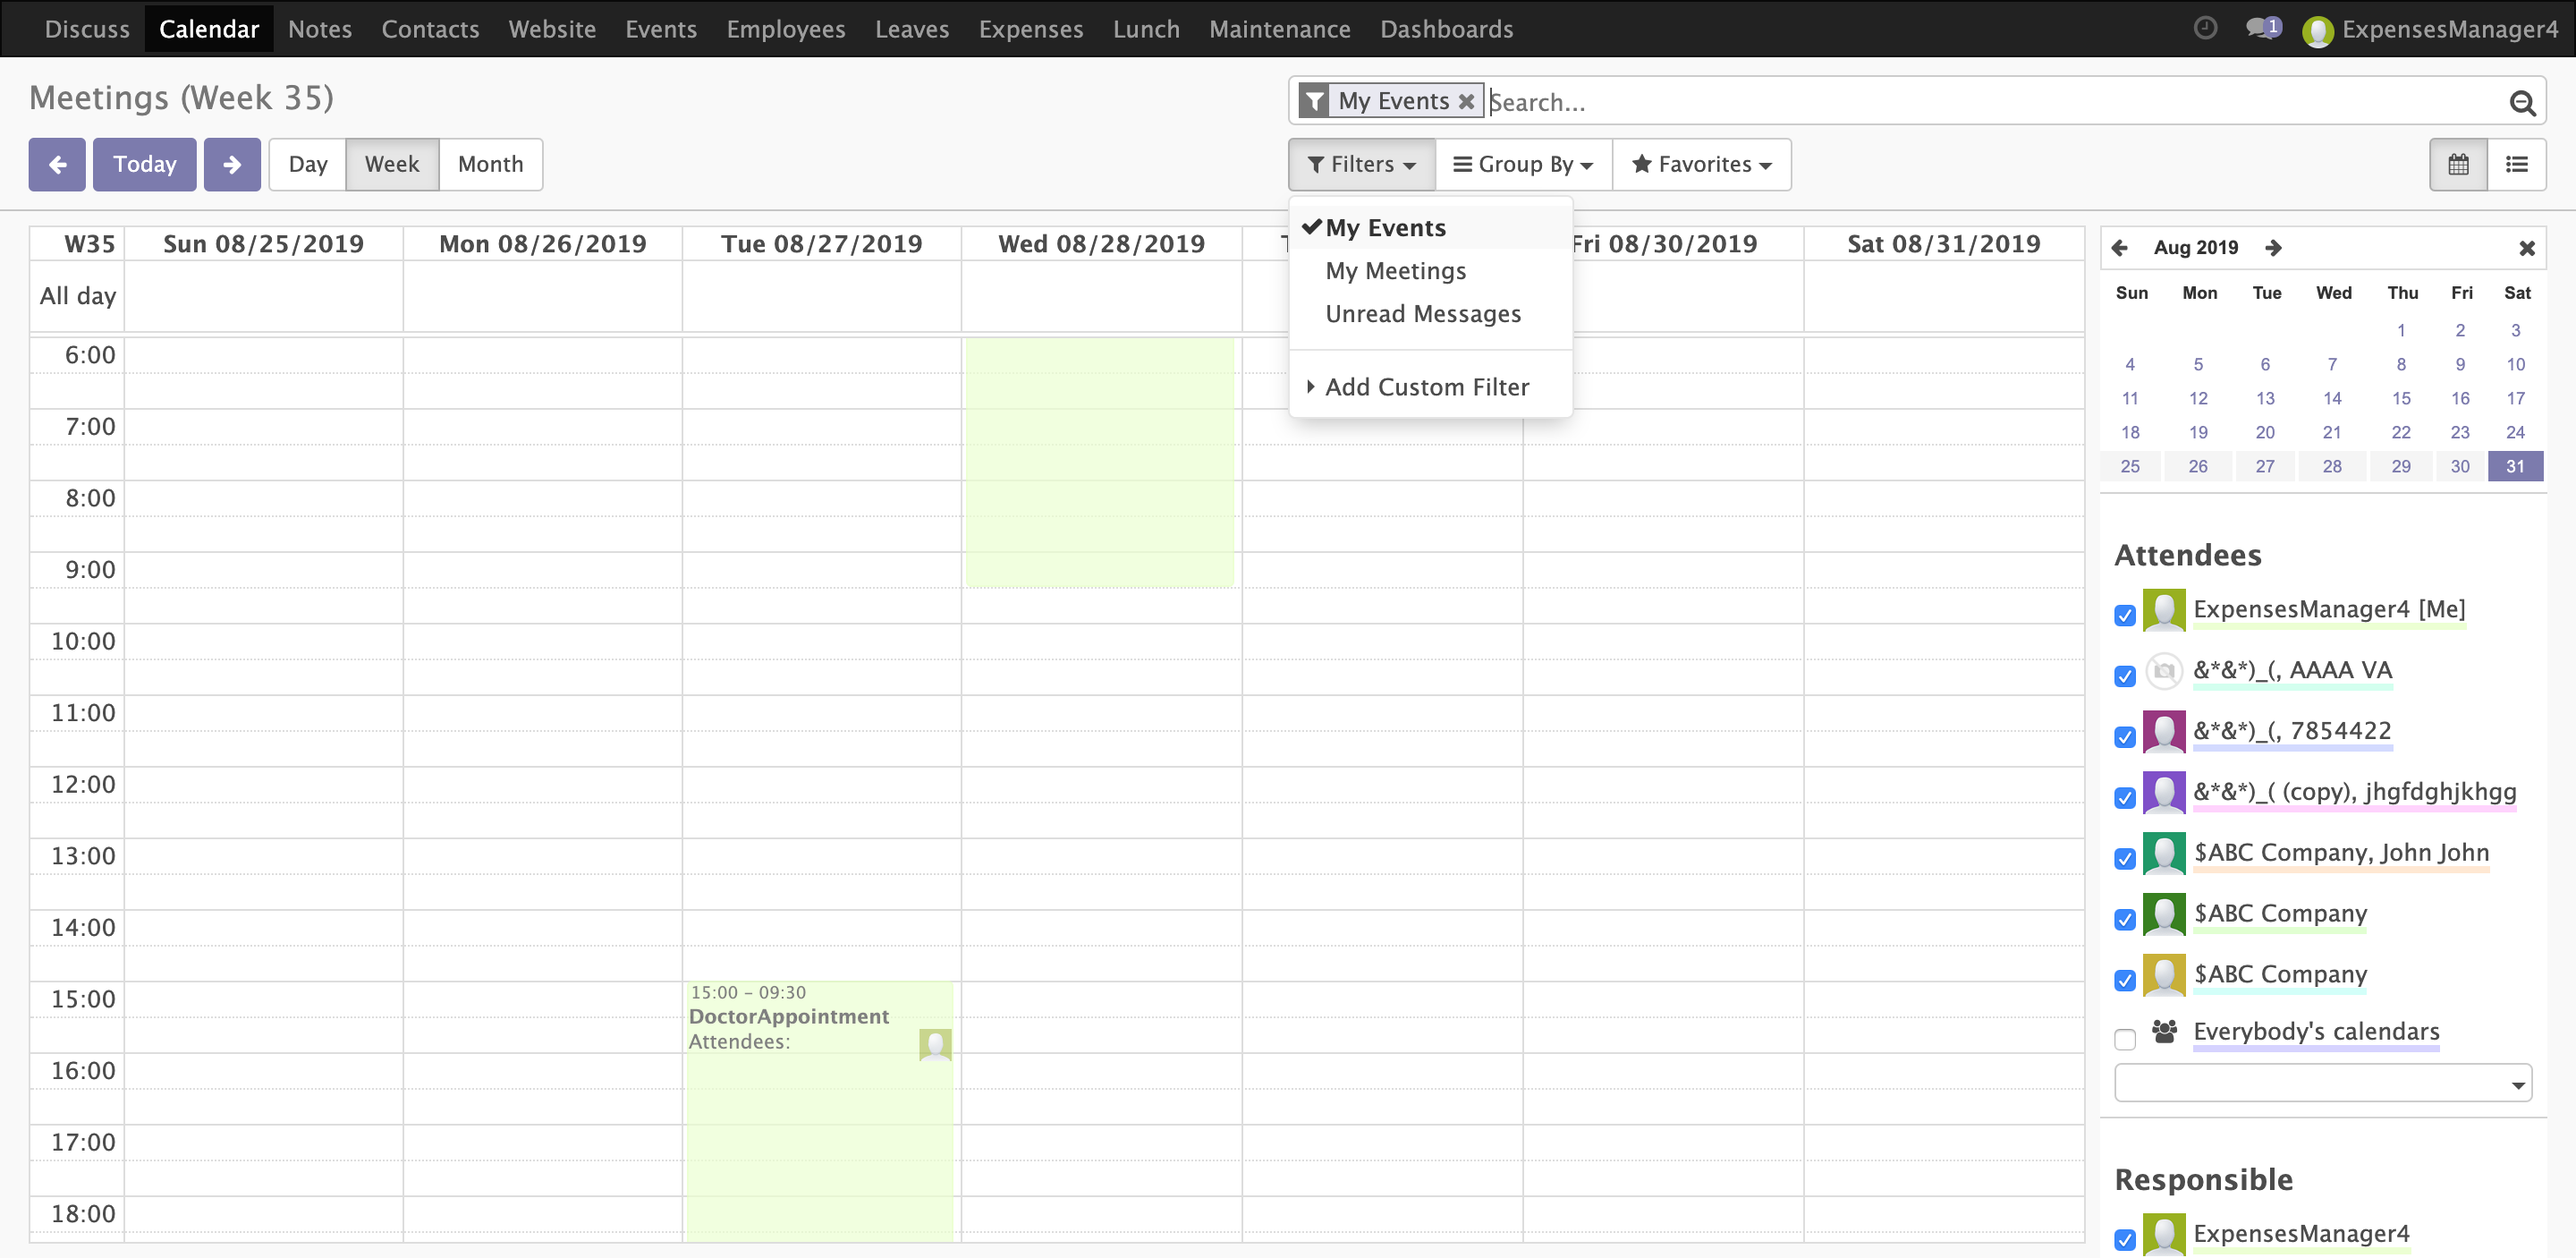 Discuss Calendar Notes Contacts Website Events Employees Leaves Expenses Lunch Maintenance Dashboards 1 ExpensesManager4
Meetings (Week 35)
My Events Search...
Today Day Week Month
Filters Group By Favorites
My Events
My Meetings
Unread Messages
Add Custom Filter
W35 Sun 08/25/2019 Mon 08/26/2019 Tue 08/27/2019 Wed 08/28/2019 Fri 08/30/2019 Sat 08/31/2019
All day
6:00
7:00
8:00
9:00
10:00
11:00
12:00
13:00
14:00
15:00
16:00
17:00
18:00
15:00 - 09:30
DoctorAppointment
Attendees:
Aug 2019
Sun Mon Tue Wed Thu Fri Sat
1 2 3
4 5 6 7 8 9 10
11 12 13 14 15 16 17
18 19 20 21 22 23 24
25 26 27 28 29 30 31
Attendees
ExpensesManager4 [Me]
&*&*)_(, AAAA VA
&*&*)_(, 7854422
&*&*)_( (copy), jhgfdghjkhgg
$ABC Company, John John
$ABC Company
$ABC Company
Everybody's calendars
Responsible
ExpensesManager4